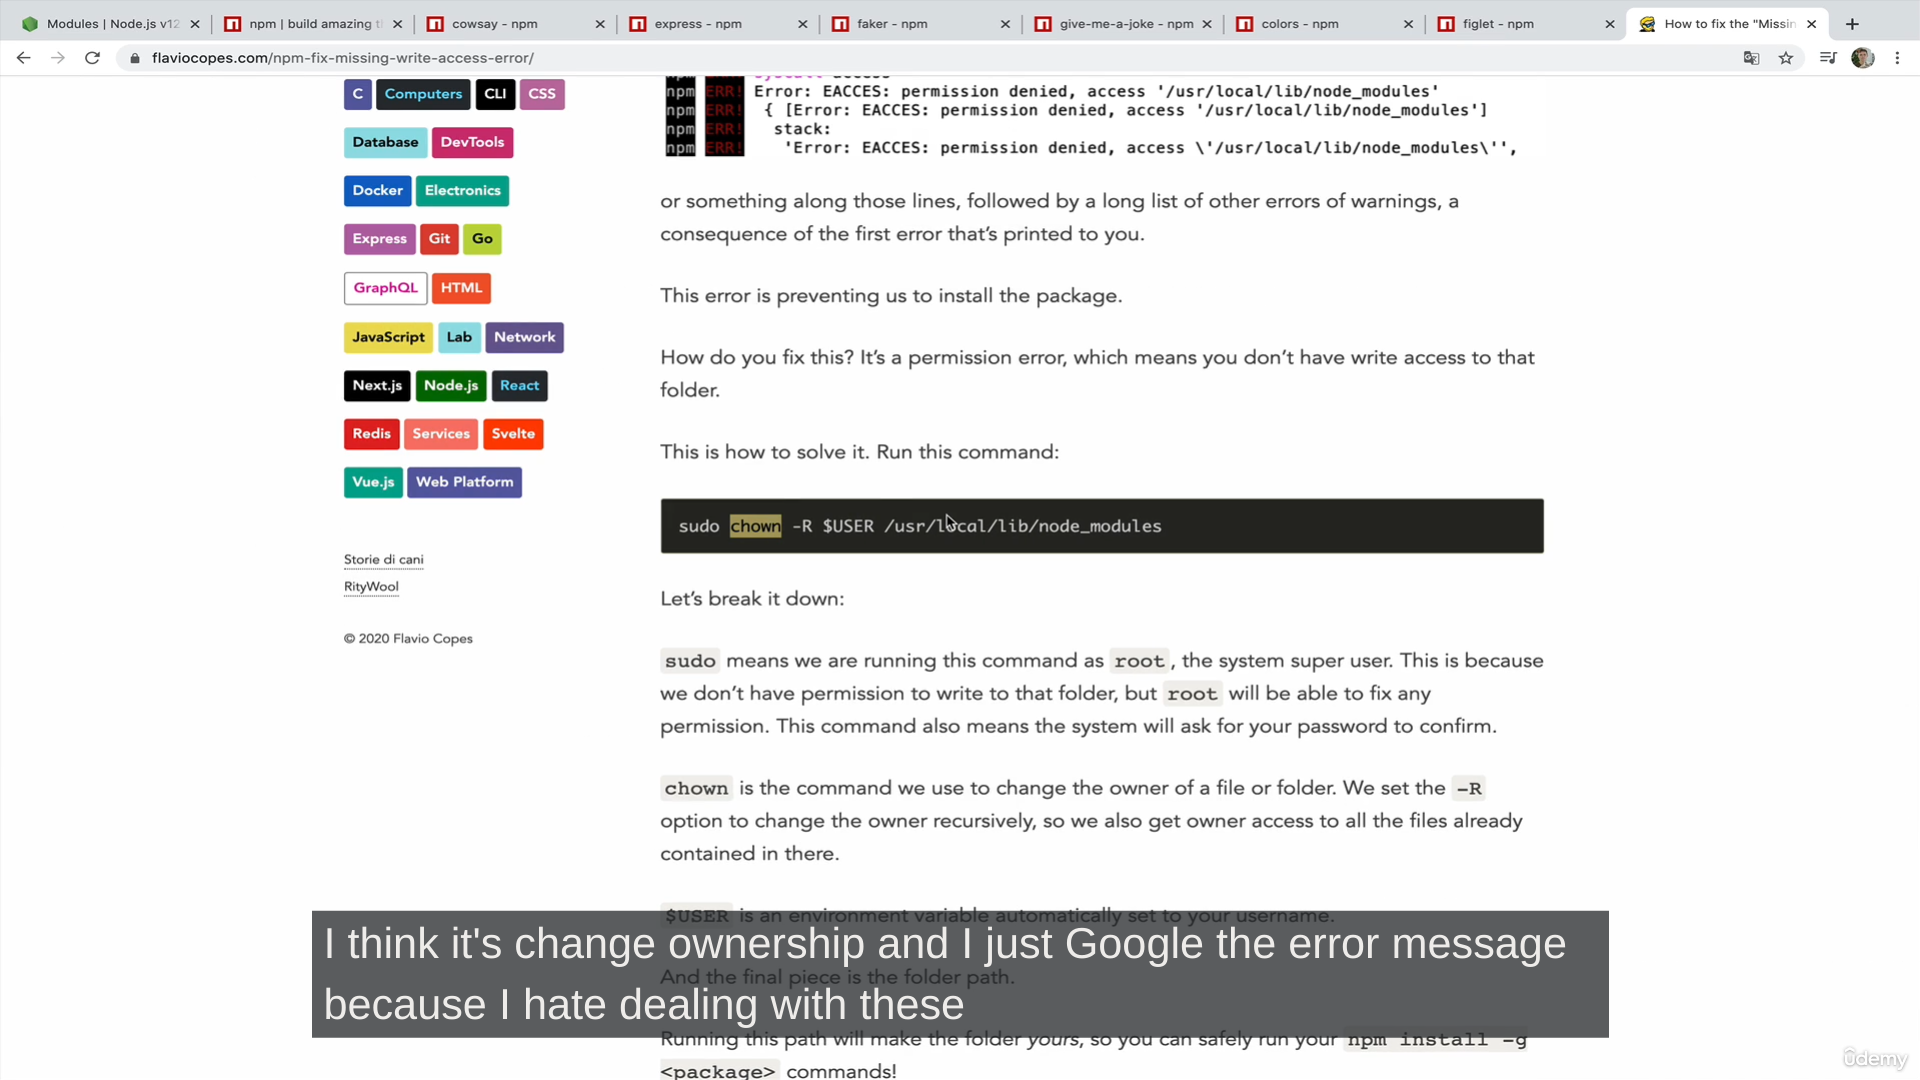 Modules | Node.js v12
npm | build amazing t
cowsay - npm
express - npm
faker - npm
give-me-a-joke - npm
colors - npm
figlet - npm
How to fix the "Missin
flaviocopes.com/npm-fix-missing-write-access-error/
C Computers CLI CSS
Database DevTools
Docker Electronics
Express Git Go
GraphQL HTML
JavaScript Lab Network
Next.js Node.js React
Redis Services Svelte
Vue.js Web Platform
Storie di cani
RityWool
© 2020 Flavio Copes
npm ERR! syscall access
npm ERR! Error: EACCES: permission denied, access '/usr/local/lib/node_modules'
npm ERR! { [Error: EACCES: permission denied, access '/usr/local/lib/node_modules']
npm ERR! stack:
npm ERR! 'Error: EACCES: permission denied, access \'/usr/local/lib/node_modules\'',
or something along those lines, followed by a long list of other errors of warnings, a
consequence of the first error that’s printed to you.
This error is preventing us to install the package.
How do you fix this? It’s a permission error, which means you don’t have write access to that
folder.
This is how to solve it. Run this command:
sudo chown -R $USER /usr/local/lib/node_modules
Let’s break it down:
sudo means we are running this command as root, the system super user. This is because
we don’t have permission to write to that folder, but root will be able to fix any
permission. This command also means the system will ask for your password to confirm.
chown is the command we use to change the owner of a file or folder. We set the -R
option to change the owner recursively, so we also get owner access to all the files already
contained in there.
$USER is an environment variable automatically set to your username.
I think it's change ownership and I just Google the error message
And the final piece is the folder path.
because I hate dealing with these
Running this path will make the folder yours, so you can safely run your npm install -g
<package> commands!
ûdemy